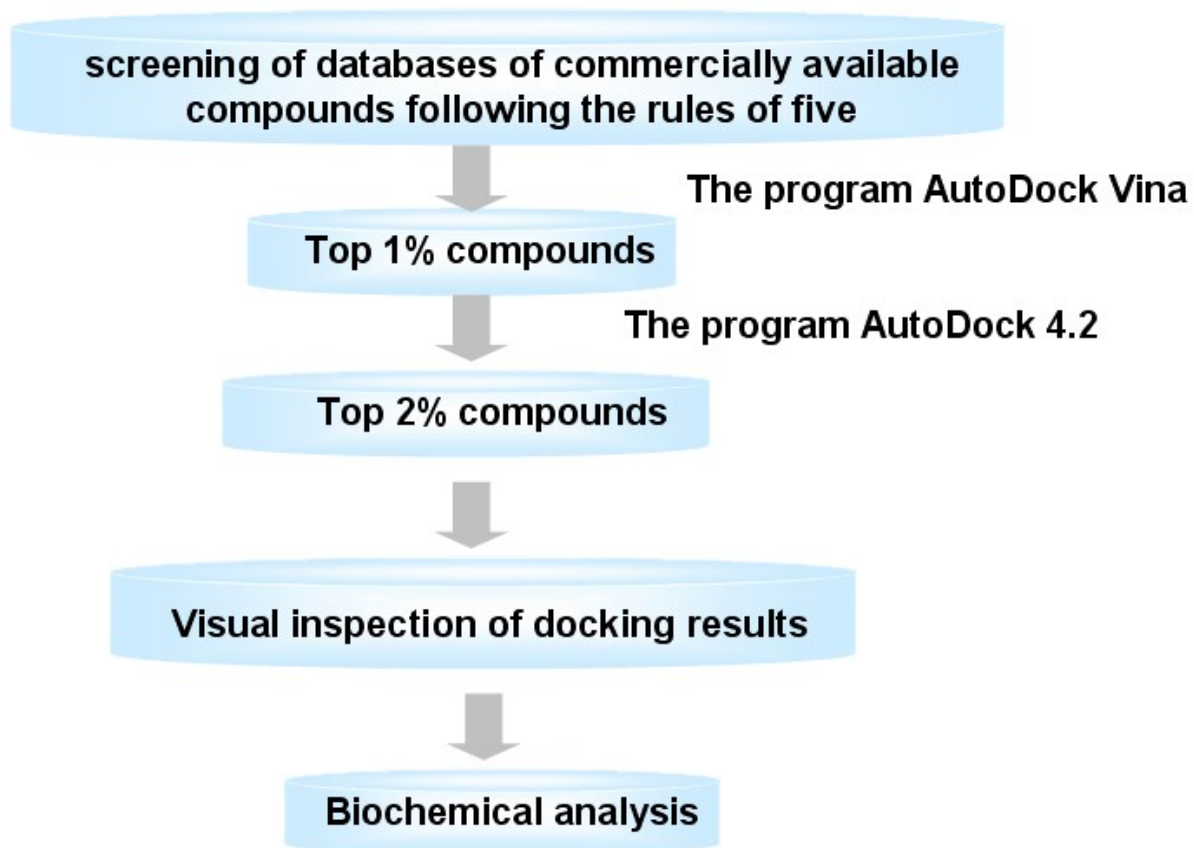 screening of databases of commercially available
compounds following the rules of five
The program AutoDock Vina
Top 1% compounds
The program AutoDock 4.2
Top 2% compounds
Visual inspection of docking results
Biochemical analysis